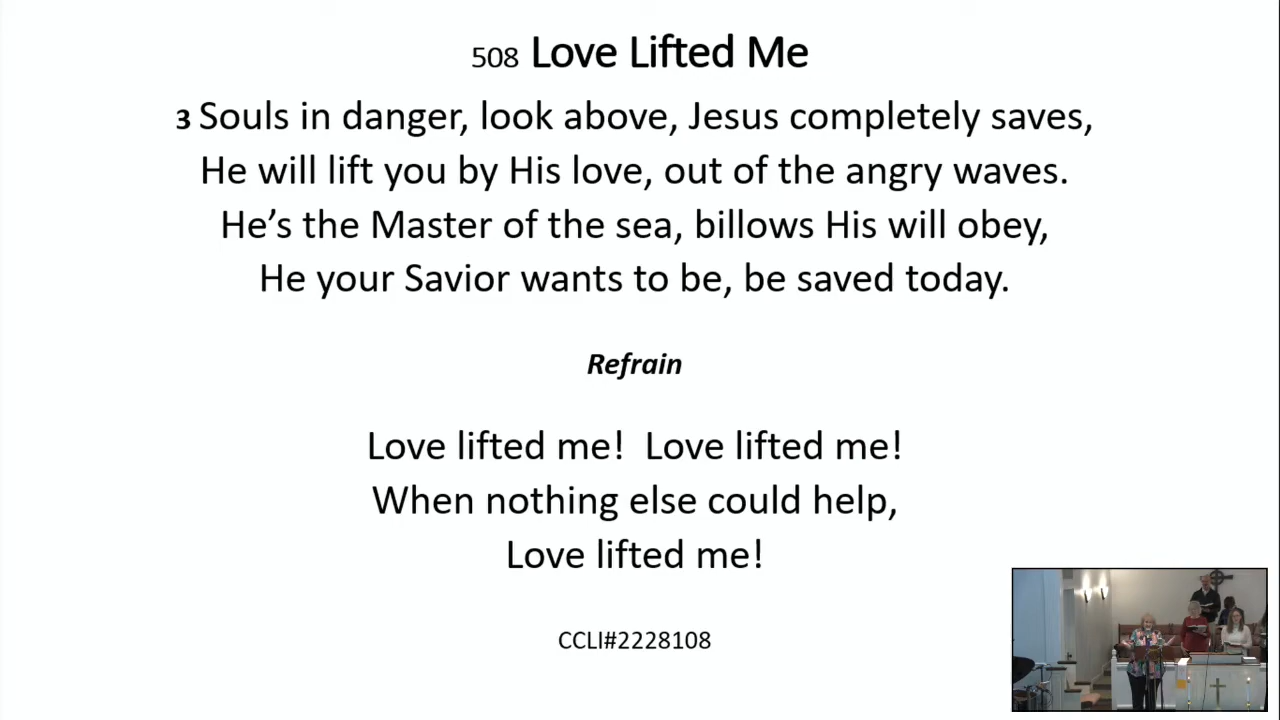 508 Love Lifted Me
3 Souls in danger, look above, Jesus completely saves,
He will lift you by His love, out of the angry waves.
He’s the Master of the sea, billows His will obey,
He your Savior wants to be, be saved today.
Refrain
Love lifted me!  Love lifted me!
When nothing else could help,
Love lifted me!
CCLI#2228108